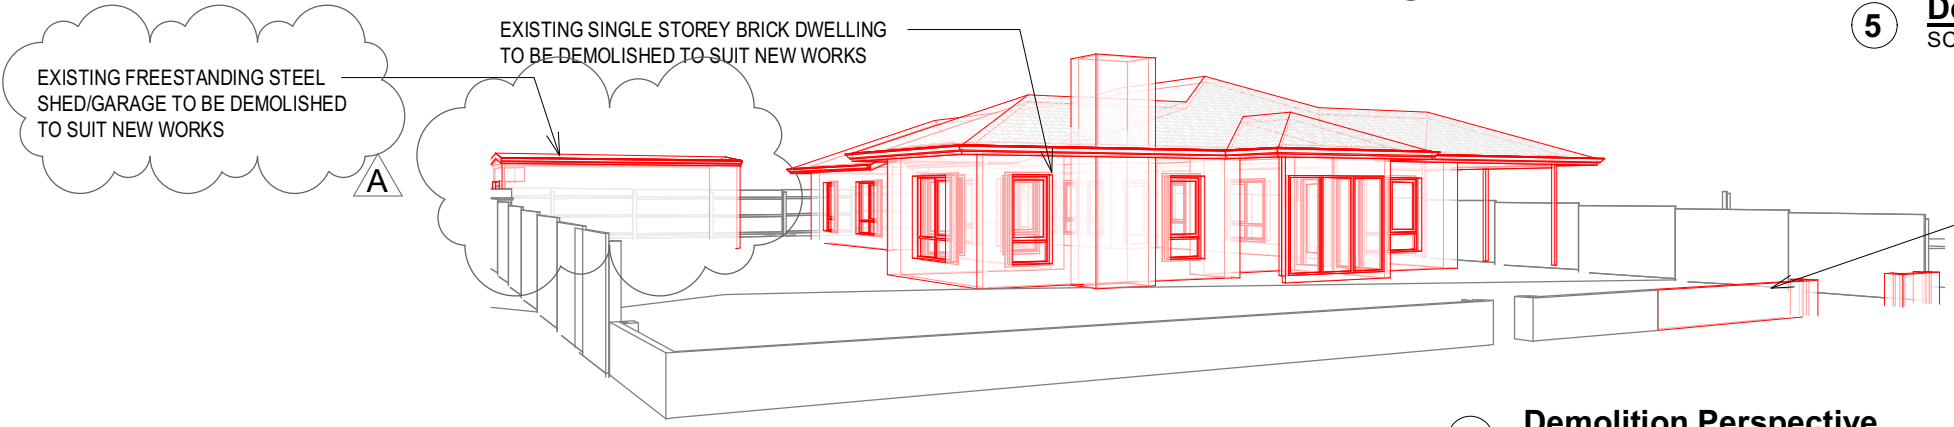 EXISTING SINGLE STOREY BRICK DWELLING
TO BE DEMOLISHED TO SUIT NEW WORKS
EXISTING FREESTANDING STEEL
SHED/GARAGE TO BE DEMOLISHED
TO SUIT NEW WORKS
A
5
Demolition Perspective